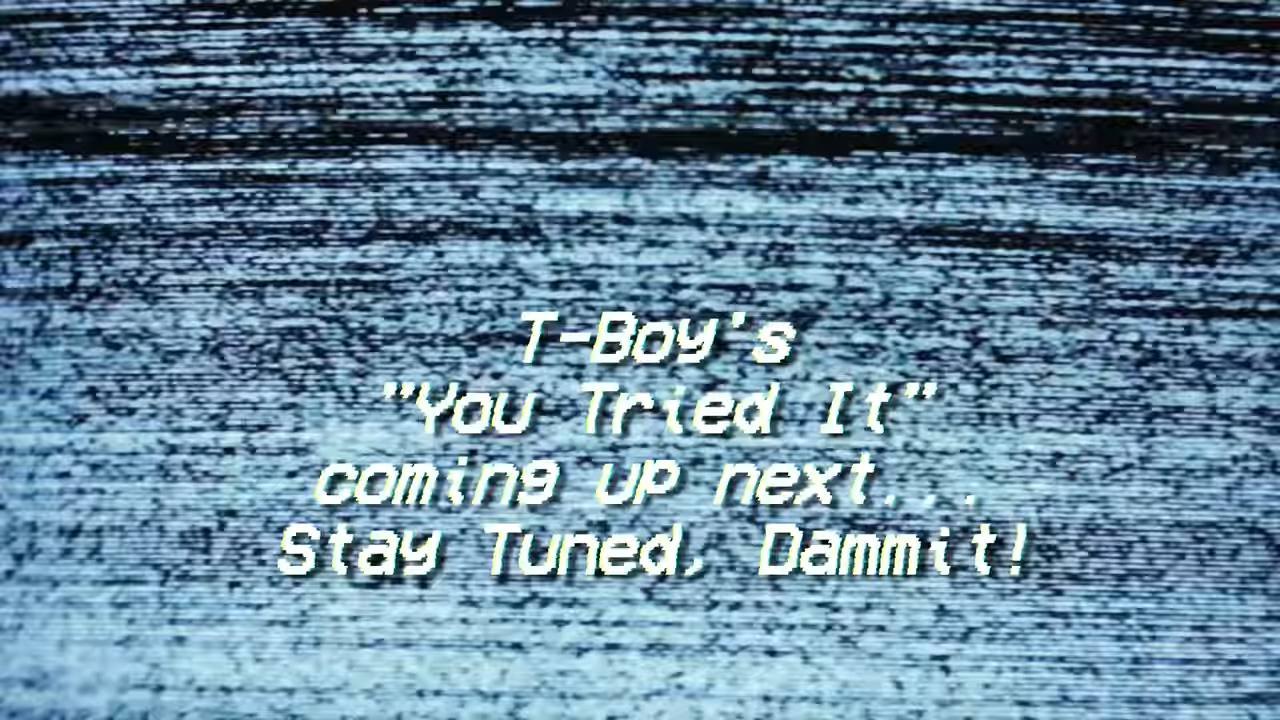 T-Boy's
"You Tried It"
coming up next...
Stay Tuned, Dammit!